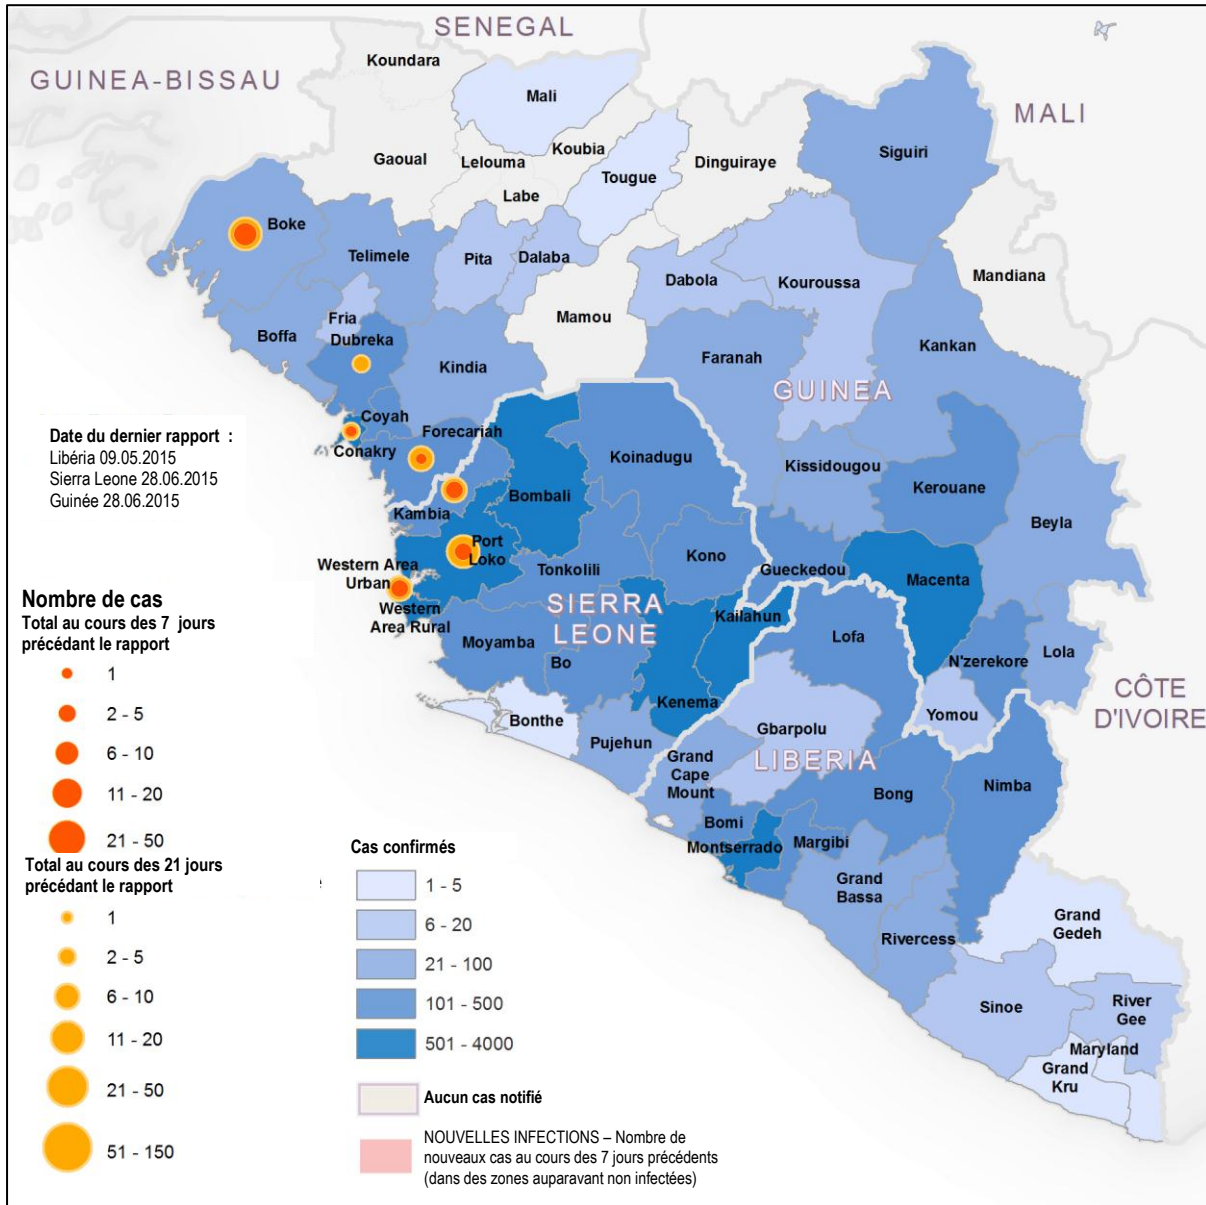 SENEGAL
GUINEA-BISSAU
MALI
Koundara
Mali
Gaoual
Lelouma
Koubia
Labe
Tougue
Dinguiraye
Siguiri
Boke
Telimele
Pita
Dalaba
Dabola
Kouroussa
Mandiana
Mamou
Fria
Boffa
Dubreka
Kindia
Faranah
Kankan
GUINEA
Coyah
Conakry
Forecariah
Koinadugu
Kissidougou
Kerouane
Beyla
Bombali
Kambia
Port
Loko
Kono
Gueckedou
Macenta
Western Area
Urban
Tonkolili
Western
Area Rural
SIERRA
LEONE
Kailahun
Lofa
Moyamba
Bo
Kenema
N'zerekore
Lola
Yomou
CÔTE
D'IVOIRE
Bonthe
Pujehun
Gbarpolu
Grand
Cape
Mount
LIBERIA
Bong
Nimba
Bomi
Montserrado
Margibi
Grand
Bassa
Rivercess
Grand
Gedeh
Sinoe
River
Gee
Maryland
Grand
Kru
Date du dernier rapport :
Libéria 09.05.2015
Sierra Leone 28.06.2015
Guinée 28.06.2015
Nombre de cas
Total au cours des 7 jours
précédant le rapport
1
2 - 5
6 - 10
11 - 20
21 - 50
Total au cours des 21 jours
précédant le rapport
1
2 - 5
6 - 10
11 - 20
21 - 50
51 - 150
Cas confirmés
1 - 5
6 - 20
21 - 100
101 - 500
501 - 4000
Aucun cas notifié
NOUVELLES INFECTIONS – Nombre de
nouveaux cas au cours des 7 jours précédents
(dans des zones auparavant non infectées)